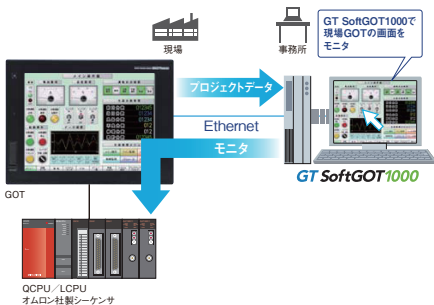 現場
事務所
GT SoftGOT1000で
現場GOTの画面を
モニタ
プロジェクトデータ
Ethernet
モニタ
GT SoftGOT1000
GOT
QCPU／LCPU
オムロン社製シーケンサ